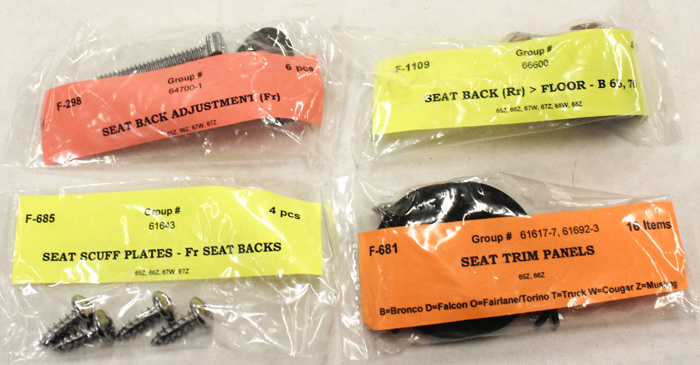 Group #
6 pcs
64700-1
F-298
SEAT BACK ADJUSTMENT (Fr)
65Z, 66Z, 67W, 67Z
Group #
F-1109
66600
SEAT BACK (Rr) > FLOOR - B 65,
65Z, 66Z, 67W, 67Z, 68W, 66Z
F-685
Group #
4 pcs
61643
SEAT SCUFF PLATES - Fr SEAT BACKS
65Z, 66Z, 67W, 67Z
F-681
Group # 61617-7, 61692-3
16 Items
SEAT TRIM PANELS
65Z, 66Z
B=Bronco D=Falcon O=Fairlane/Torino T=Truck W=Cougar Z=Mustang